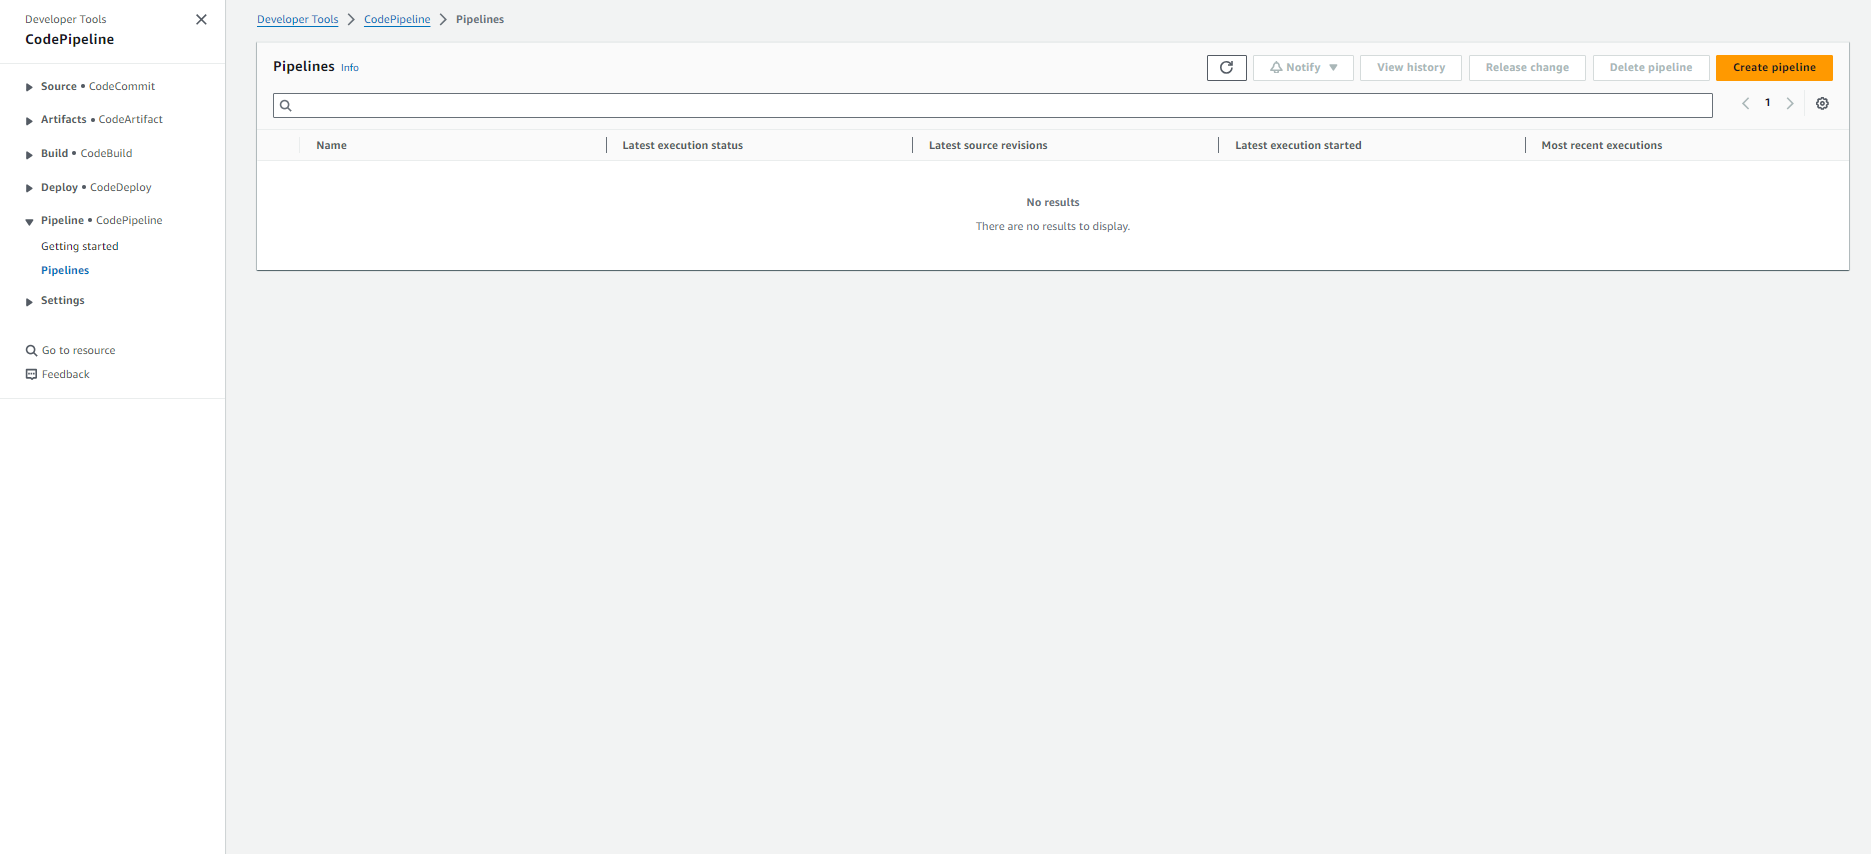 Developer Tools
CodePipeline
Source • CodeCommit
Artifacts • CodeArtifact
Build • CodeBuild
Deploy • CodeDeploy
Pipeline • CodePipeline
Getting started
Pipelines
Settings
Go to resource
Feedback
Developer Tools > CodePipeline > Pipelines
Pipelines Info
Notify View history Release change Delete pipeline Create pipeline
1
Name Latest execution status Latest source revisions Latest execution started Most recent executions
No results
There are no results to display.